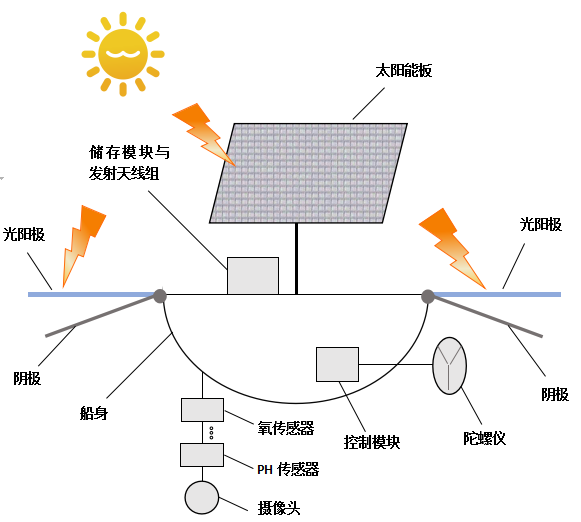 太阳能板
储存模块与
发射天线组
光阳极
光阳极
阴极
阴极
船身
氧传感器
控制模块
陀螺仪
PH 传感器
摄像头